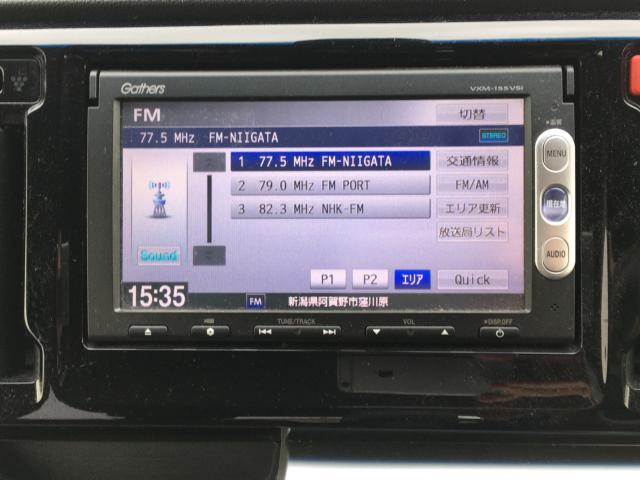 Gathers
VXM-155VSi
FM
切替
77.5 MHz FM-NIIGATA
STEREO
1 77.5 MHz FM-NIIGATA
交通情報
2 79.0 MHz FM PORT
FM/AM
3 82.3 MHz NHK-FM
エリア更新
放送局リスト
Sound
P1
P2
エリア
Quick
15:35
FM
新潟県阿賀野市窪川原
MENU
現在地
AUDIO
TUNE/TRACK
VOL
DISP.OFF